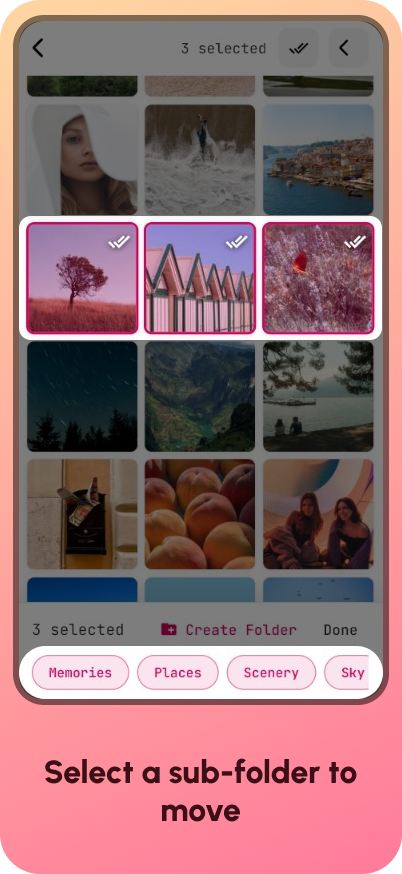 3 selected
3 selected Create Folder Done
Memories Places Scenery Sky
Select a sub-folder to
move